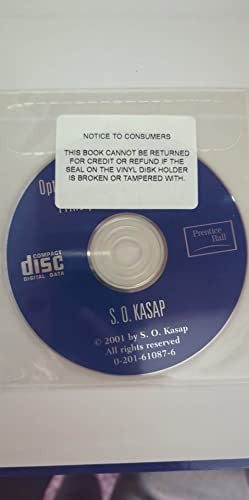 NOTICE TO CONSUMERS
THIS BOOK CANNOT BE RETURNED
FOR CREDIT OR REFUND IF THE
SEAL ON THE VINYL DISK HOLDER
IS BROKEN OR TAMPERED WITH.
COMPACT
disc
DIGITAL DATA
Prentice
Hall
S. O. KASAP
© 2001 by S. O. Kasap
All rights reserved
0-201-61087-6